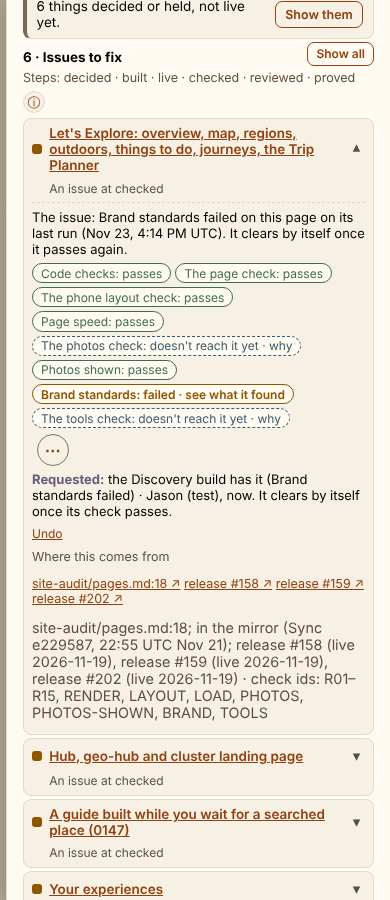 6 things decided or held, not live
yet.
Show them
6 · Issues to fix
Show all
Steps: decided · built · live · checked · reviewed · proved
ⓘ
Let's Explore: overview, map, regions,
outdoors, things to do, journeys, the Trip
Planner
▲
An issue at checked
The issue: Brand standards failed on this page on its
last run (Nov 23, 4:14 PM UTC). It clears by itself once
it passes again.
Code checks: passes
The page check: passes
The phone layout check: passes
Page speed: passes
The photos check: doesn't reach it yet · why
Photos shown: passes
Brand standards: failed · see what it found
The tools check: doesn't reach it yet · why
...
Requested: the Discovery build has it (Brand
standards failed) · Jason (test), now. It clears by itself
once its check passes.
Undo
Where this comes from
site-audit/pages.md:18 ↗ release #158 ↗ release #159 ↗
release #202 ↗
site-audit/pages.md:18; in the mirror (Sync
e229587, 22:55 UTC Nov 21); release #158 (live
2026-11-19), release #159 (live 2026-11-19),
release #202 (live 2026-11-19) · check ids: R01–
R15, RENDER, LAYOUT, LOAD, PHOTOS,
PHOTOS-SHOWN, BRAND, TOOLS
Hub, geo-hub and cluster landing page
▼
An issue at checked
A guide built while you wait for a searched
place (0147)
▼
An issue at checked
Your experiences
▼